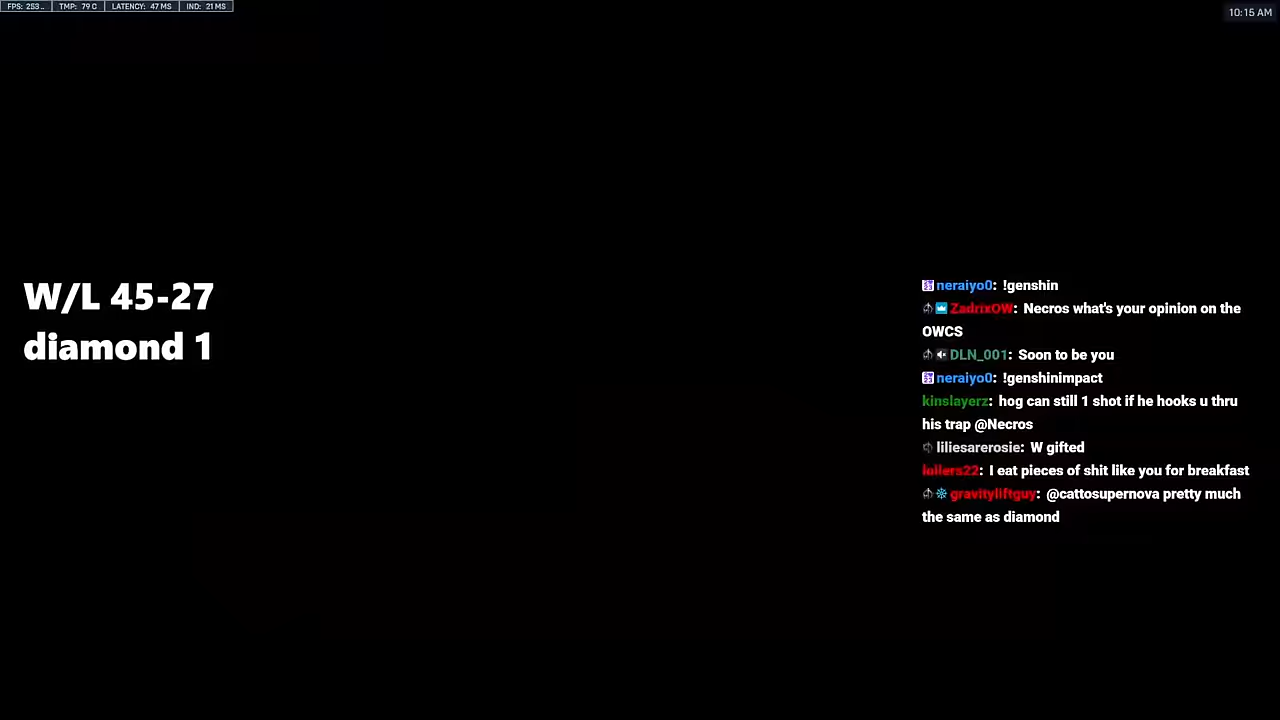 FPS: 253.. TMP: 79 C LATENCY: 47 MS IND: 21 MS
10:15 AM
W/L 45-27
diamond 1
neraiyo0: !genshin
ZadrixOW: Necros what's your opinion on the
OWCS
DLN_001: Soon to be you
neraiyo0: !genshinimpact
kinslayerz: hog can still 1 shot if he hooks u thru
his trap @Necros
liliesarerosie: W gifted
lullers22: I eat pieces of shit like you for breakfast
gravityliftguy: @cattosupernova pretty much
the same as diamond